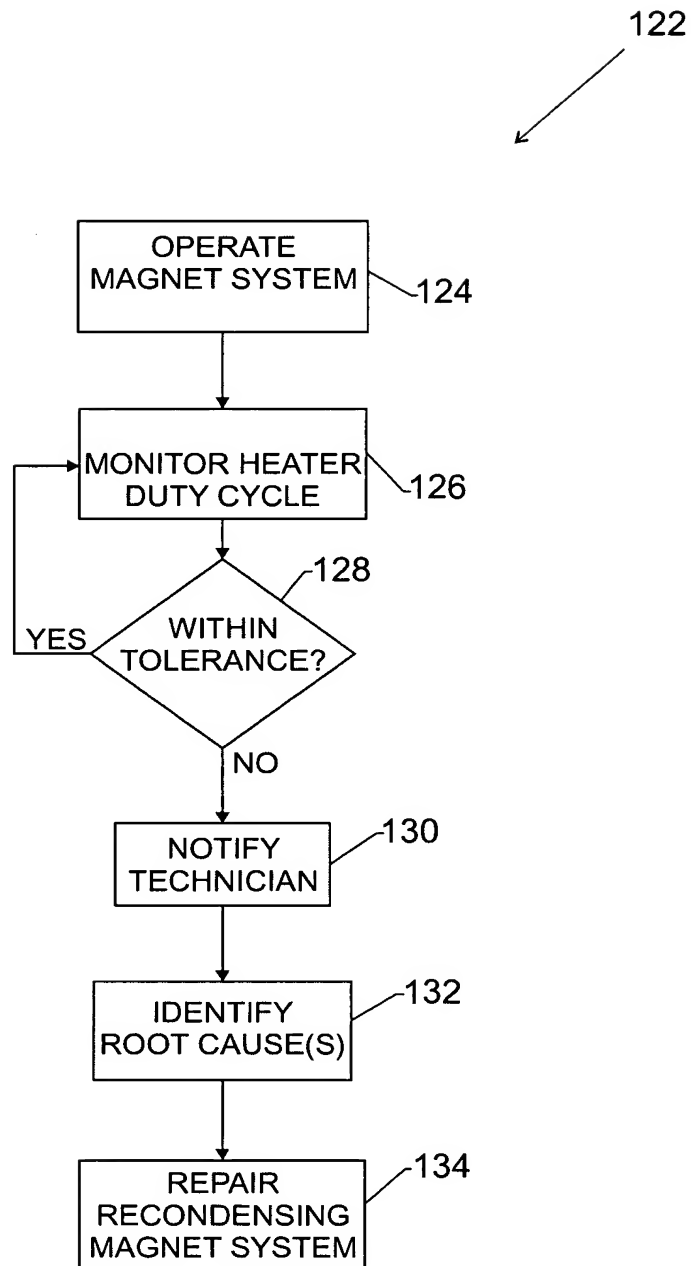 122
OPERATE
MAGNET SYSTEM
124
MONITOR HEATER
DUTY CYCLE
126
128
WITHIN
TOLERANCE?
YES
NO
NOTIFY
TECHNICIAN
130
IDENTIFY
ROOT CAUSE(S)
132
REPAIR
RECONDENSING
MAGNET SYSTEM
134